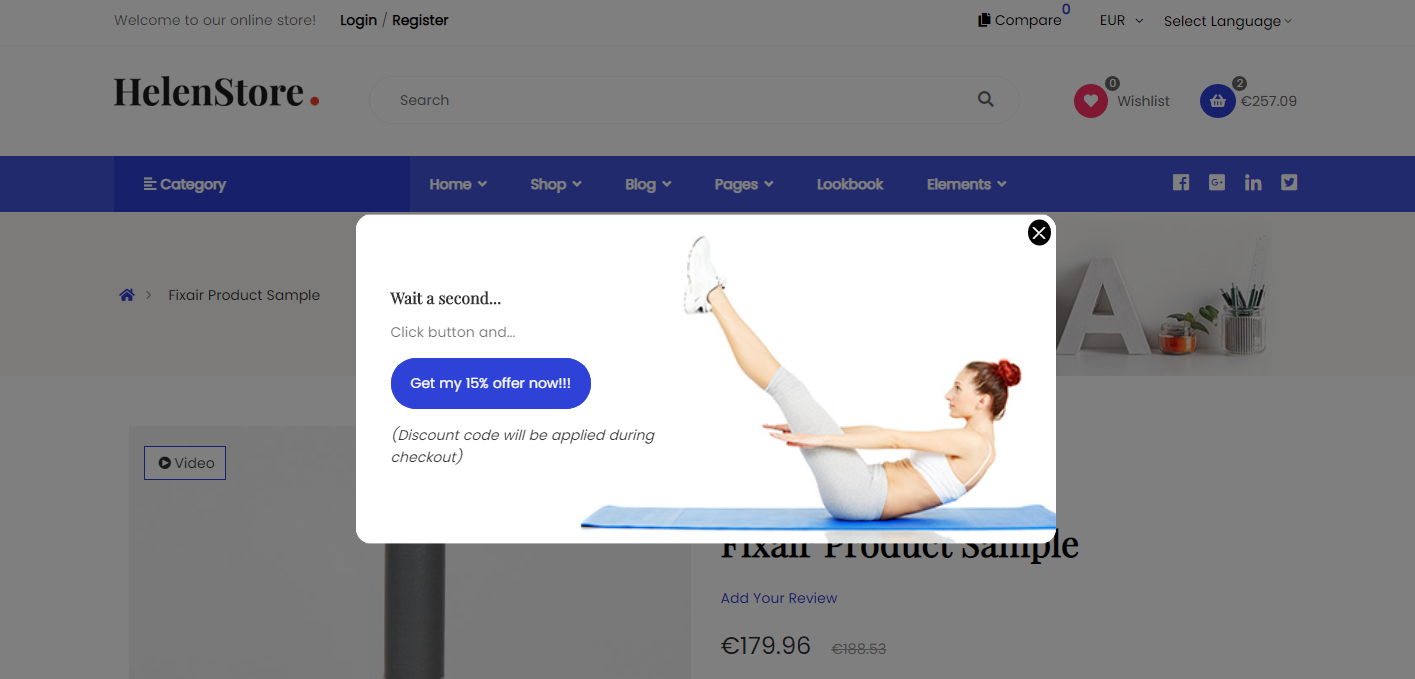 Welcome to our online store! Login / Register Compare 0 EUR Select Language
HelenStore.
Search
0 Wishlist 2 €257.09
Category Home Shop Blog Pages Lookbook Elements
Fixair Product Sample
A
Wait a second...
Click button and...
Get my 15% offer now!!!
(Discount code will be applied during
checkout)
Video
Fixair Product Sample
Add Your Review
€179.96 €188.53